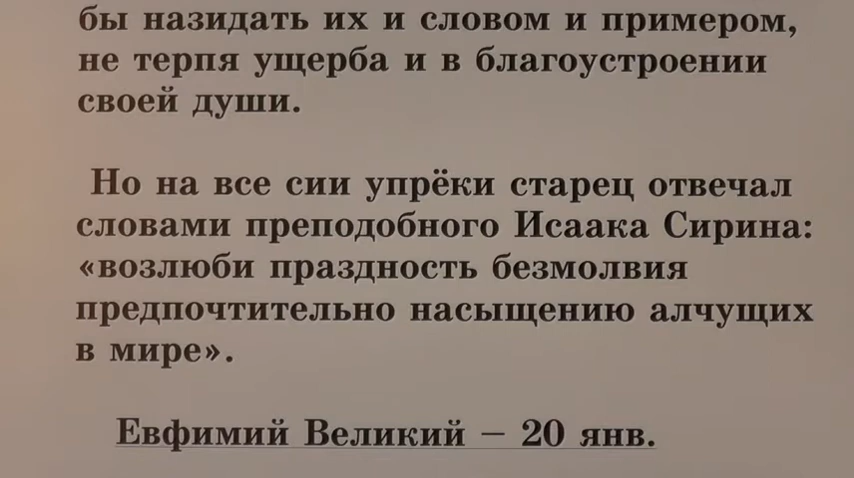 бы назидать их и словом и примером,
не терпя ущерба и в благоустроении
своей души.
Но на все сии упрёки старец отвечал
словами преподобного Исаака Сирина:
«возлюби праздность безмолвия
предпочтительно насыщению алчущих
в мире».
Евфимий Великий – 20 янв.